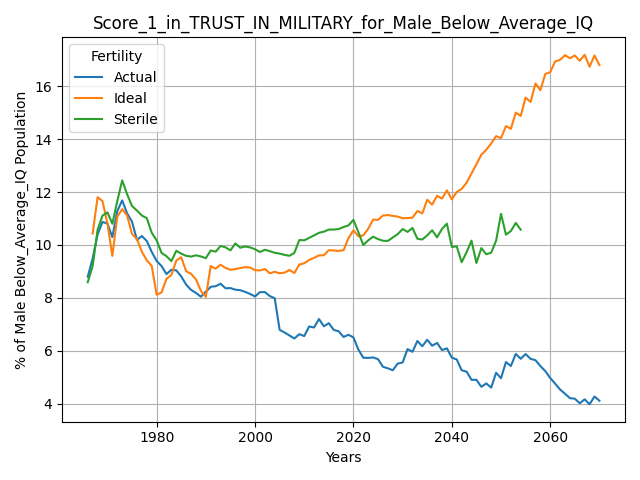 Score_1_in_TRUST_IN_MILITARY_for_Male_Below_Average_IQ
Fertility
Actual
Ideal
Sterile
% of Male Below_Average_IQ Population
16
14
12
10
8
6
4
1980
2000
2020
2040
2060
Years